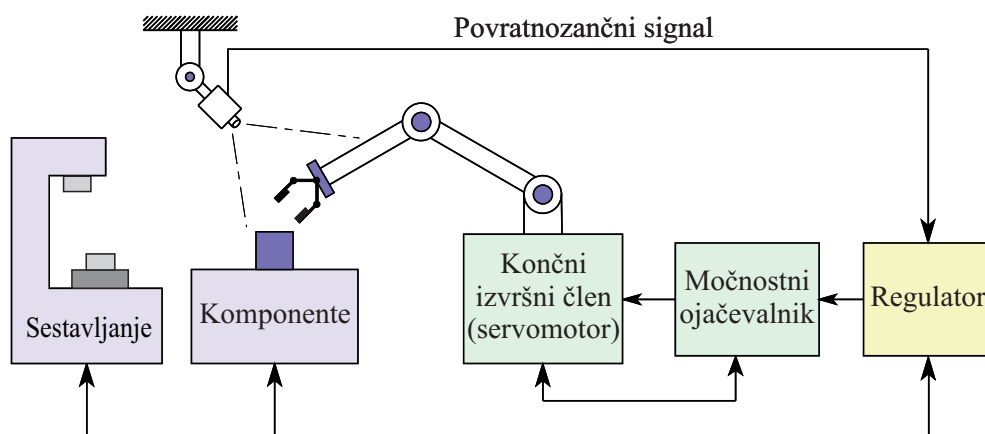 Povratnozančni signal
Sestavljanje
Komponente
Končni
izvršni člen
(servomotor)
Močnostni
ojačevalnik
Regulator